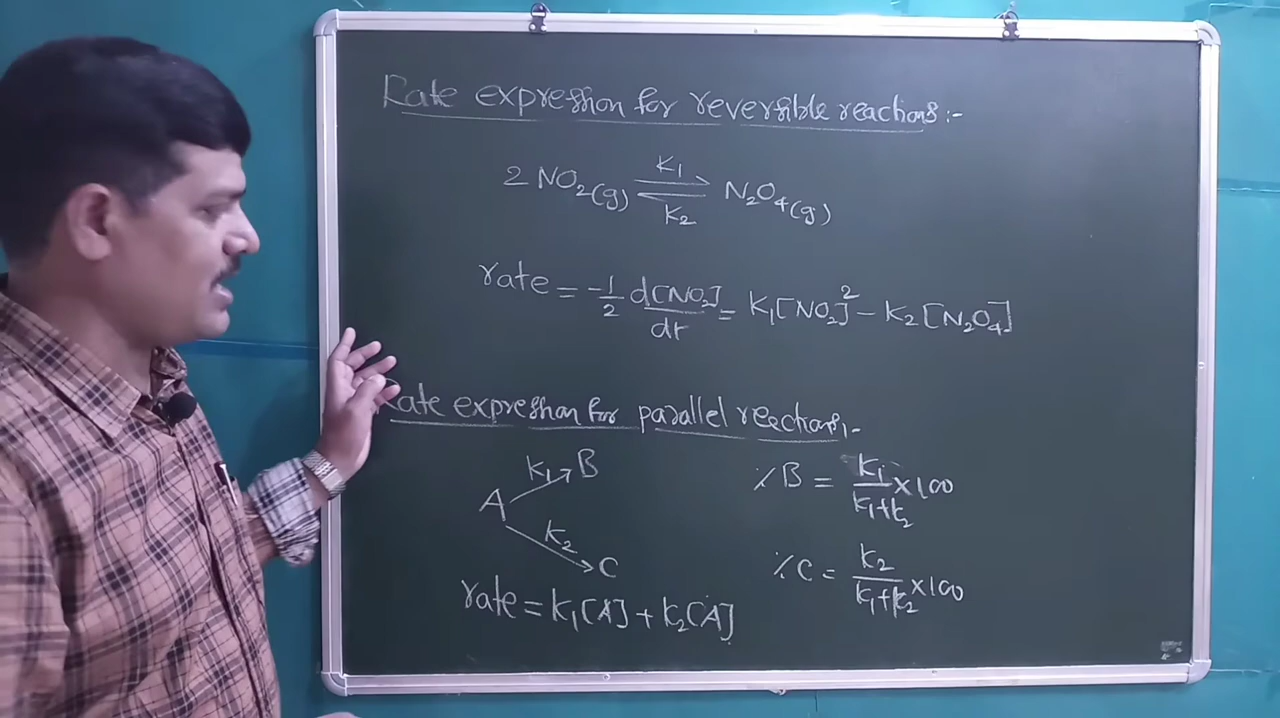 Rate expression for reversible reactions:-
2 NO₂(g) ⇌ N₂O₄(g)
K₁
K₂
rate = -1/2 d[NO₂]/dt = K₁[NO₂]² - K₂[N₂O₄]
Rate expression for parallel reactions:-
A → B K₁
A → C K₂
% B = K₁/K₁+K₂ × 100
% C = K₂/K₁+K₂ × 100
rate = K₁[A] + K₂[A]